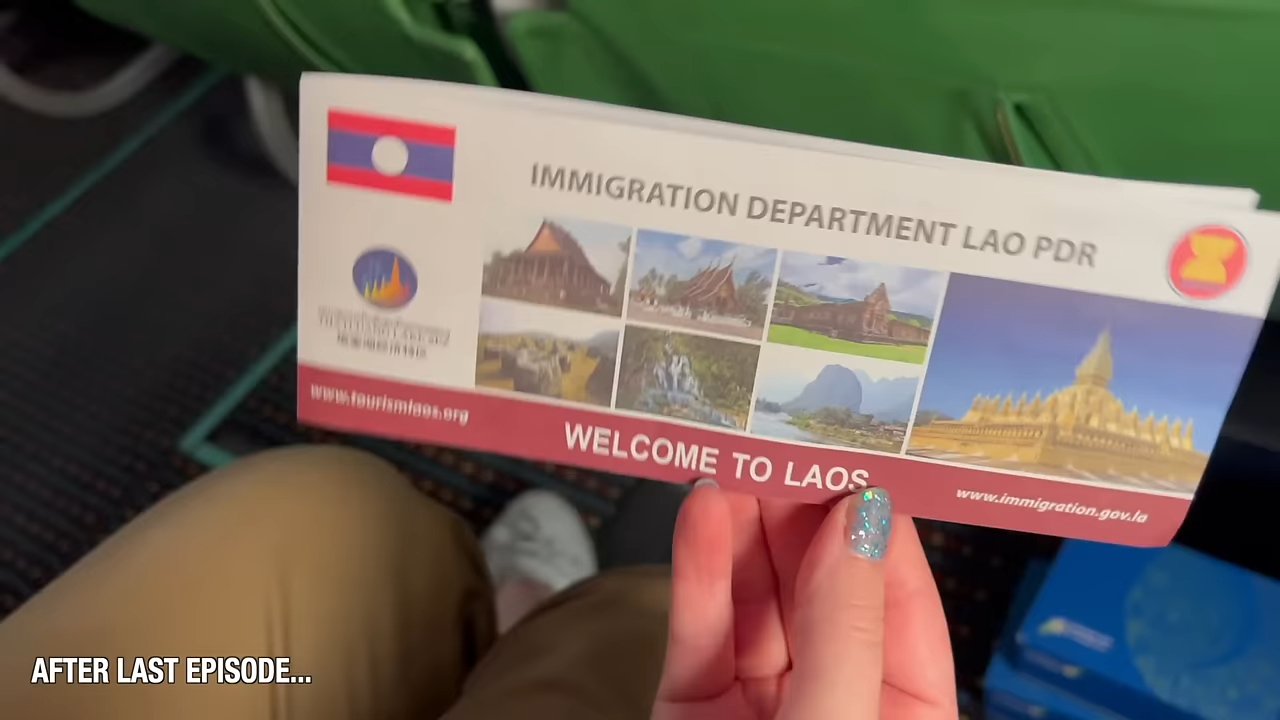 IMMIGRATION DEPARTMENT LAO PDR
www.tourismlaos.org
WELCOME TO LAOS
www.immigration.gov.la
AFTER LAST EPISODE...